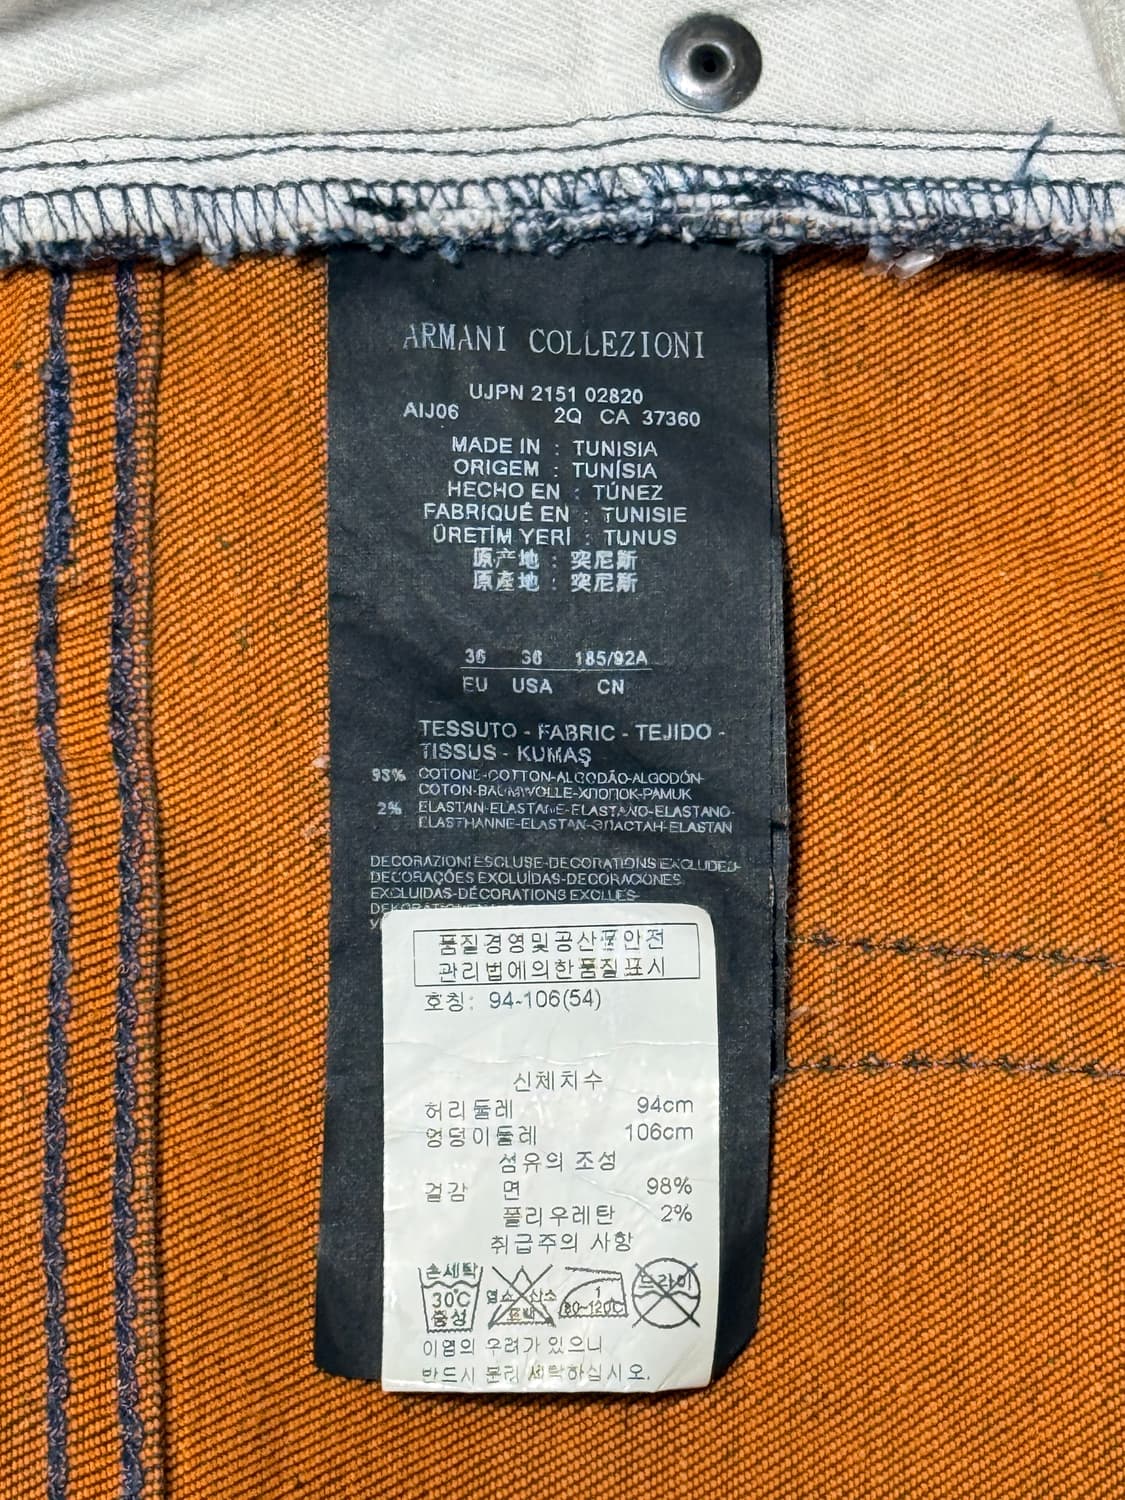 ARMANI COLLEZIONI
UJPN 2151 02820
AIJ06 2Q CA 37360
MADE IN : TUNISIA
ORIGEM : TUNÍSIA
HECHO EN : TÚNEZ
FABRIQUÉ EN : TUNISIE
ÜRETİM YERİ : TUNUS
原产地 : 突尼斯
原產地 : 突尼斯
36 36 185/92A
EU USA CN
TESSUTO - FABRIC - TEJIDO -
TISSUS - KUMAŞ
98% COTONE-COTTON-ALGODÃO-ALGODÓN-
COTON-BAUMWOLLE-ХЛОПОК-PAMUK
2% ELASTAN-ELASTANE-ELASTANO-ELASTANO-
ELASTHANNE-ELASTAN-ЭЛАСТАН-ELASTAN
DECORAZIONI ESCLUSE-DECORATIONS EXCLUDED-
DECORAÇÕES EXCLUÍDAS-DECORACIONES
EXCLUIDAS-DÉCORATIONS EXCLUES-
품질경영및공산품안전
관리법에의한품질표시
호칭: 94-106(54)
신체치수
허리둘레 94cm
엉덩이둘레 106cm
섬유의 조성
겉감 면 98%
폴리우레탄 2%
취급주의 사항
손세탁 30℃ 중성
염소 산소 표백
1 80~120℃
드라이
이염의 우려가 있으니
반드시 분리 세탁하십시오.